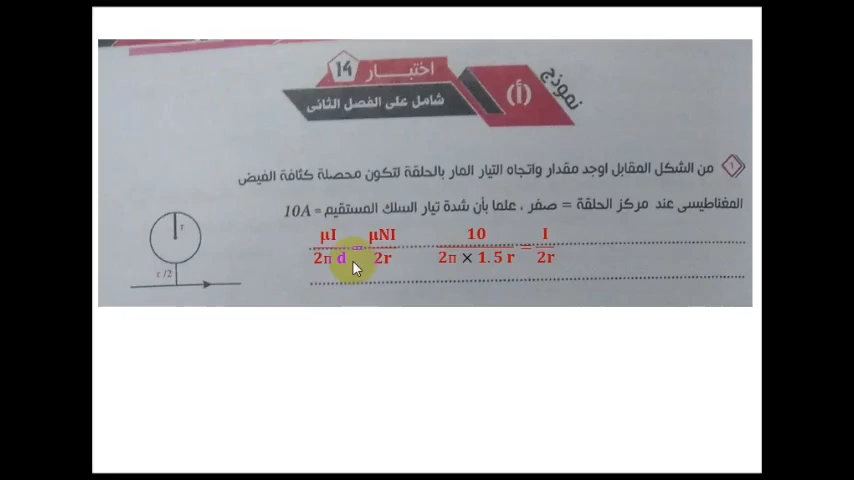 اختبار 14
شامل على الفصل الثانى
نموذج (أ)
١ من الشكل المقابل اوجد مقدار واتجاه التيار المار بالحلقة لتكون محصلة كثافة الفيض
المغناطيسى عند مركز الحلقة = صفر ، علما بأن شدة تيار السلك المستقيم = 10A
μI / 2π d = μNI / 2r
10 / 2π × 1.5 r = I / 2r
r
r/2